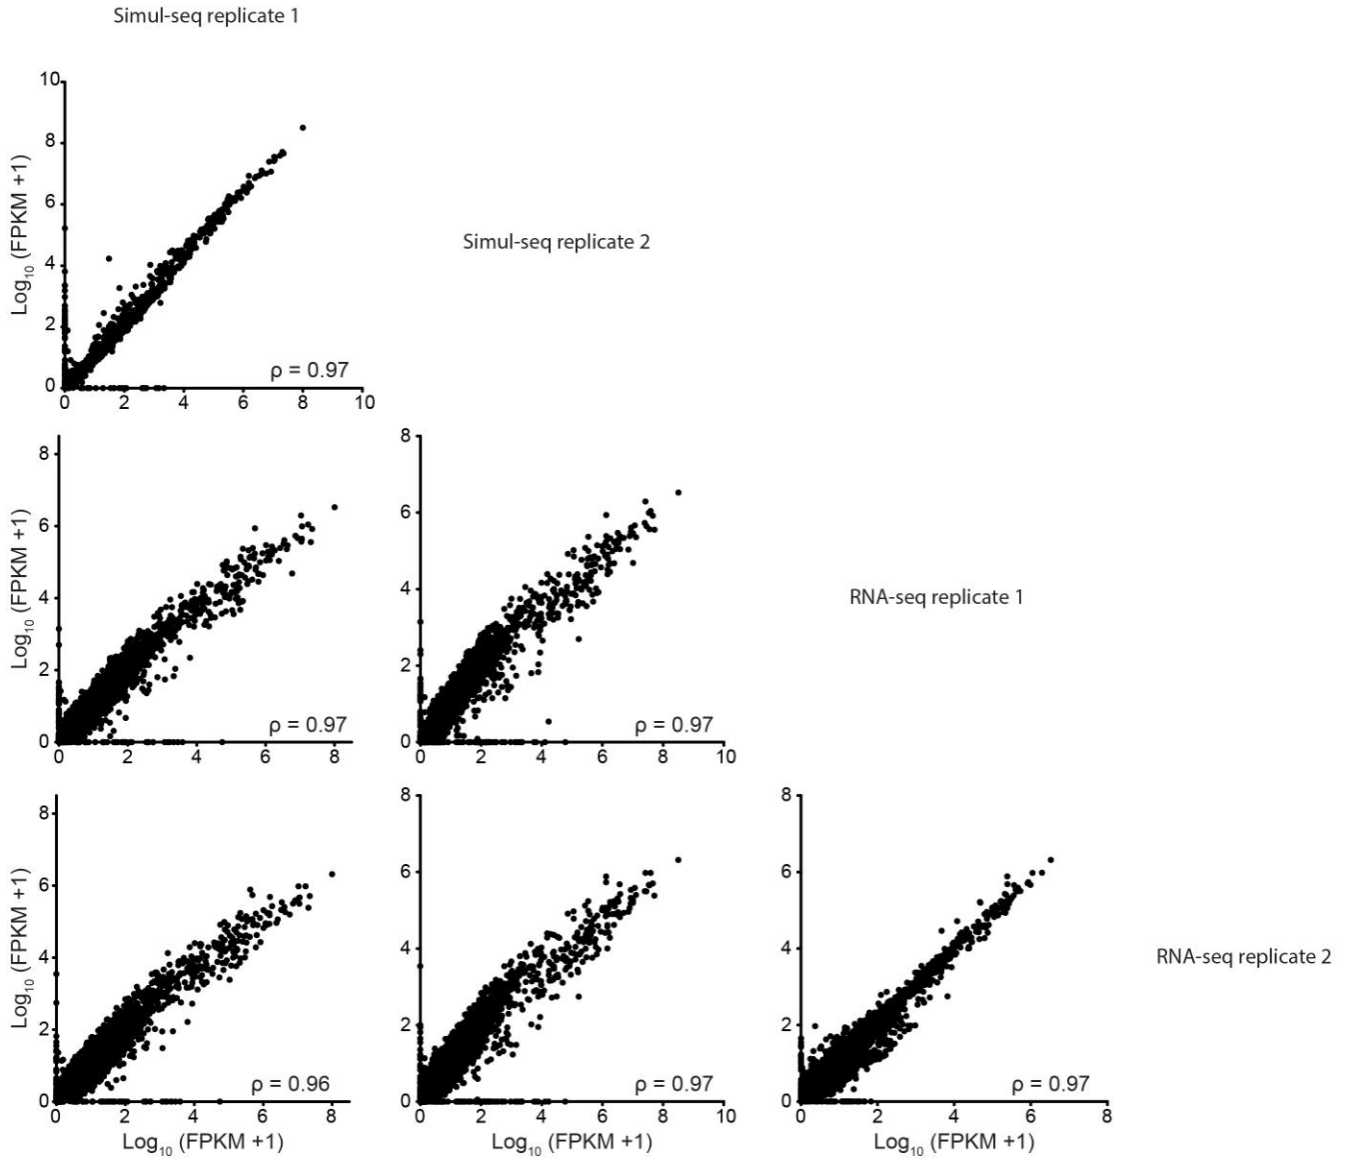 Simul-seq replicate 1
10
8
6
4
2
0
Log₁₀ (FPKM +1)
ρ = 0.97
0 2 4 6 8 10
Simul-seq replicate 2
8
6
4
2
0
Log₁₀ (FPKM +1)
ρ = 0.97
0 2 4 6 8
8
6
4
2
0
ρ = 0.97
0 2 4 6 8 10
RNA-seq replicate 1
8
6
4
2
0
Log₁₀ (FPKM +1)
ρ = 0.96
0 2 4 6 8
Log₁₀ (FPKM +1)
8
6
4
2
0
ρ = 0.97
0 2 4 6 8 10
Log₁₀ (FPKM +1)
8
6
4
2
0
ρ = 0.97
0 2 4 6 8
Log₁₀ (FPKM +1)
RNA-seq replicate 2